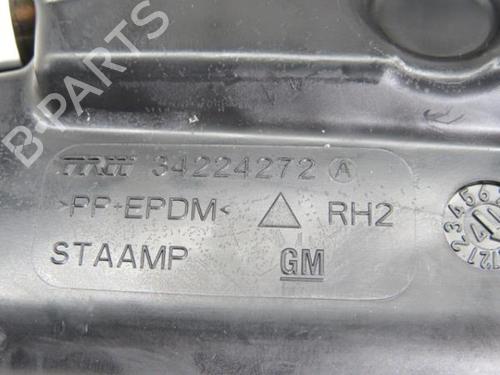 TRW 34224272 A
>PP+EPDM< RH2
STAAMP GM
B-PARTS